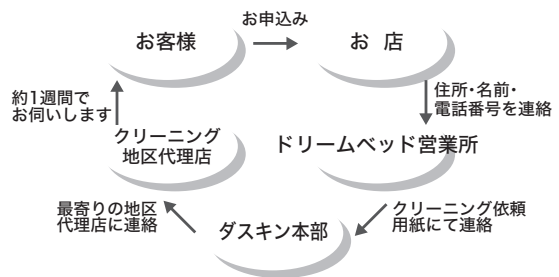 お申込み
お客様
お 店
住所・名前・
電話番号を連絡
約1週間で
お伺いします
クリーニング
地区代理店
ドリームベッド営業所
クリーニング依頼
用紙にて連絡
最寄りの地区
代理店に連絡
ダスキン本部